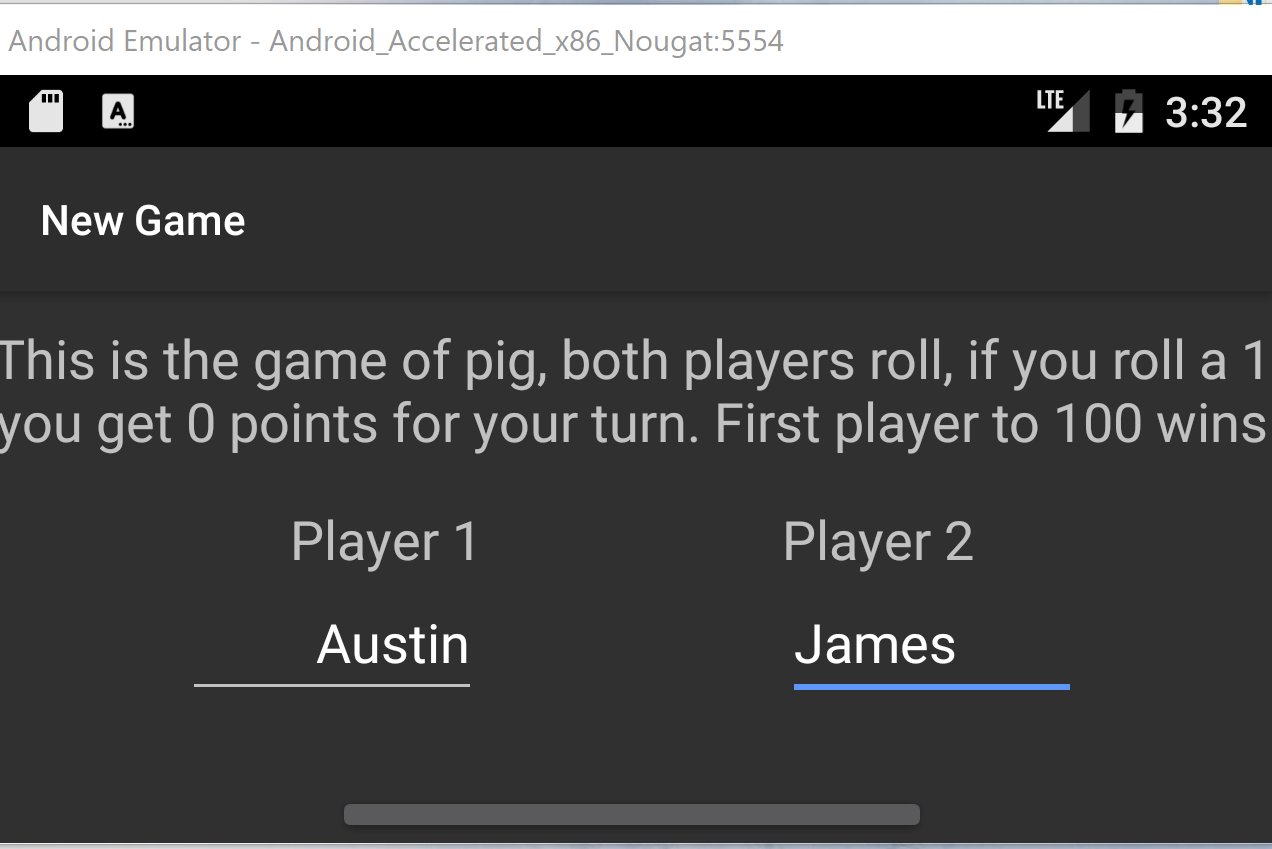 Android Emulator - Android_Accelerated_x86_Nougat:5554
A
LTE
3:32
New Game
This is the game of pig, both players roll, if you roll a 1
you get 0 points for your turn. First player to 100 wins
Player 1
Player 2
Austin
James